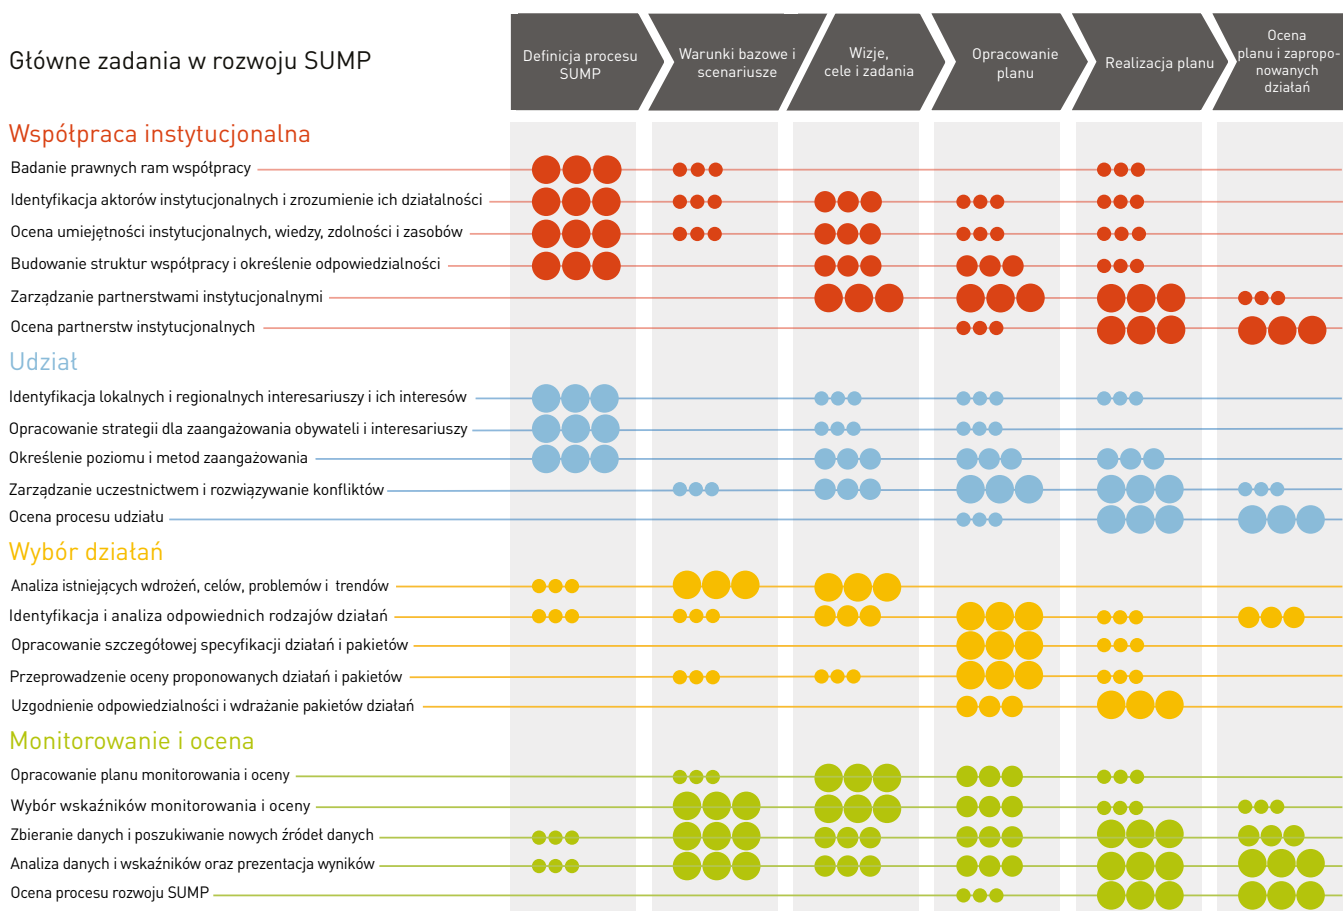 Główne zadania w rozwoju SUMP
Definicja procesu
SUMP
Warunki bazowe i
scenariusze
Wizje,
cele i zadania
Opracowanie
planu
Realizacja planu
Ocena
planu i zapropo-
nowanych
działań
Współpraca instytucjonalna
Badanie prawnych ram współpracy
Identyfikacja aktorów instytucjonalnych i zrozumienie ich działalności
Ocena umiejętności instytucjonalnych, wiedzy, zdolności i zasobów
Budowanie struktur współpracy i określenie odpowiedzialności
Zarządzanie partnerstwami instytucjonalnymi
Ocena partnerstw instytucjonalnych
Udział
Identyfikacja lokalnych i regionalnych interesariuszy i ich interesów
Opracowanie strategii dla zaangażowania obywateli i interesariuszy
Określenie poziomu i metod zaangażowania
Zarządzanie uczestnictwem i rozwiązywanie konfliktów
Ocena procesu udziału
Wybór działań
Analiza istniejących wdrożeń, celów, problemów i trendów
Identyfikacja i analiza odpowiednich rodzajów działań
Opracowanie szczegółowej specyfikacji działań i pakietów
Przeprowadzenie oceny proponowanych działań i pakietów
Uzgodnienie odpowiedzialności i wdrażanie pakietów działań
Monitorowanie i ocena
Opracowanie planu monitorowania i oceny
Wybór wskaźników monitorowania i oceny
Zbieranie danych i poszukiwanie nowych źródeł danych
Analiza danych i wskaźników oraz prezentacja wyników
Ocena procesu rozwoju SUMP